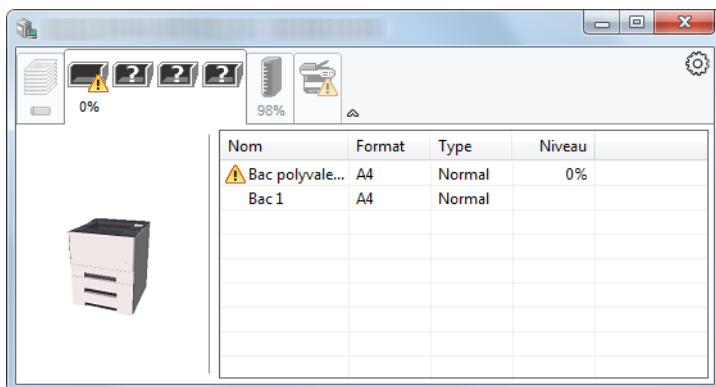 ? ? ?
0%
98%
Nom Format Type Niveau
Bac polyvale... A4 Normal 0%
Bac 1 A4 Normal